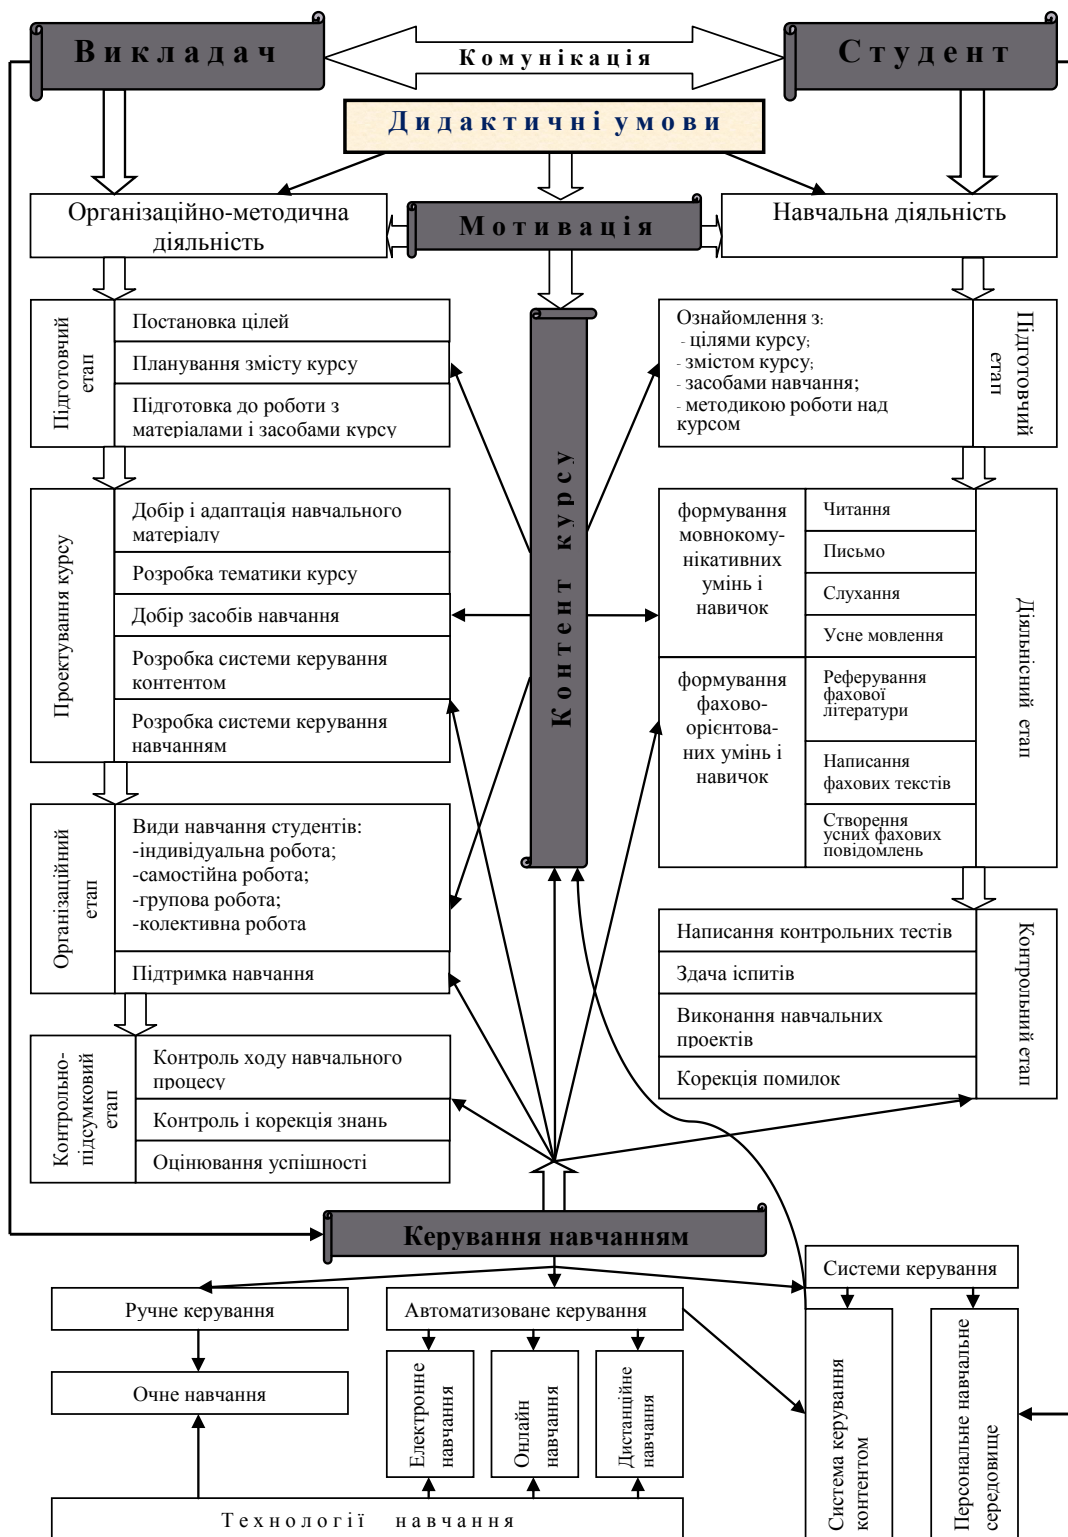 Викладач
Комунікація
Студент
Дидактичні умови
Організаційно-методична
діяльність
Мотивація
Навчальна діяльність
Підготовчий
етап
Постановка цілей
Планування змісту курсу
Підготовка до роботи з
матеріалами і засобами курсу
Проектування курсу
Добір і адаптація навчального
матеріалу
Розробка тематики курсу
Добір засобів навчання
Розробка системи керування
контентом
Розробка системи керування
навчанням
Організаційний
етап
Види навчання студентів:
-індивідуальна робота;
-самостійна робота;
-групова робота;
-колективна робота
Підтримка навчання
Контрольно-
підсумковий
етап
Контроль ходу навчального
процесу
Контроль і корекція знань
Оцінювання успішності
Контент курсу
Ознайомлення з:
- цілями курсу;
- змістом курсу;
- засобами навчання;
- методикою роботи над
курсом
Підготовчий
етап
формування
мовнокому-
нікативних
умінь і
навичок
Читання
Письмо
Слухання
Усне мовлення
формування
фахово-
орієнтова-
них умінь і
навичок
Реферування
фахової
літератури
Написання
фахових текстів
Створення
усних фахових
повідомлень
Діяльнісний етап
Написання контрольних тестів
Здача іспитів
Виконання навчальних
проектів
Корекція помилок
Контрольний етап
Керування навчанням
Ручне керування
Очне навчання
Автоматизоване керування
Електронне
навчання
Онлайн
навчання
Дистанційне
навчання
Системи керування
Система керування
контентом
Персональне навчальне
середовище
Технології навчання